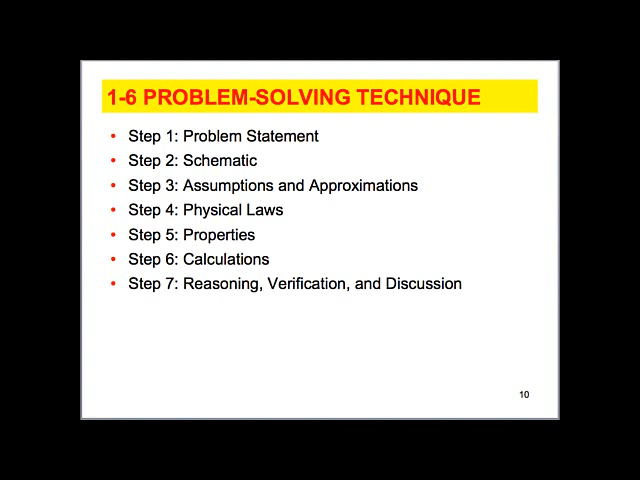 1-6 PROBLEM-SOLVING TECHNIQUE
• Step 1: Problem Statement
• Step 2: Schematic
• Step 3: Assumptions and Approximations
• Step 4: Physical Laws
• Step 5: Properties
• Step 6: Calculations
• Step 7: Reasoning, Verification, and Discussion
10